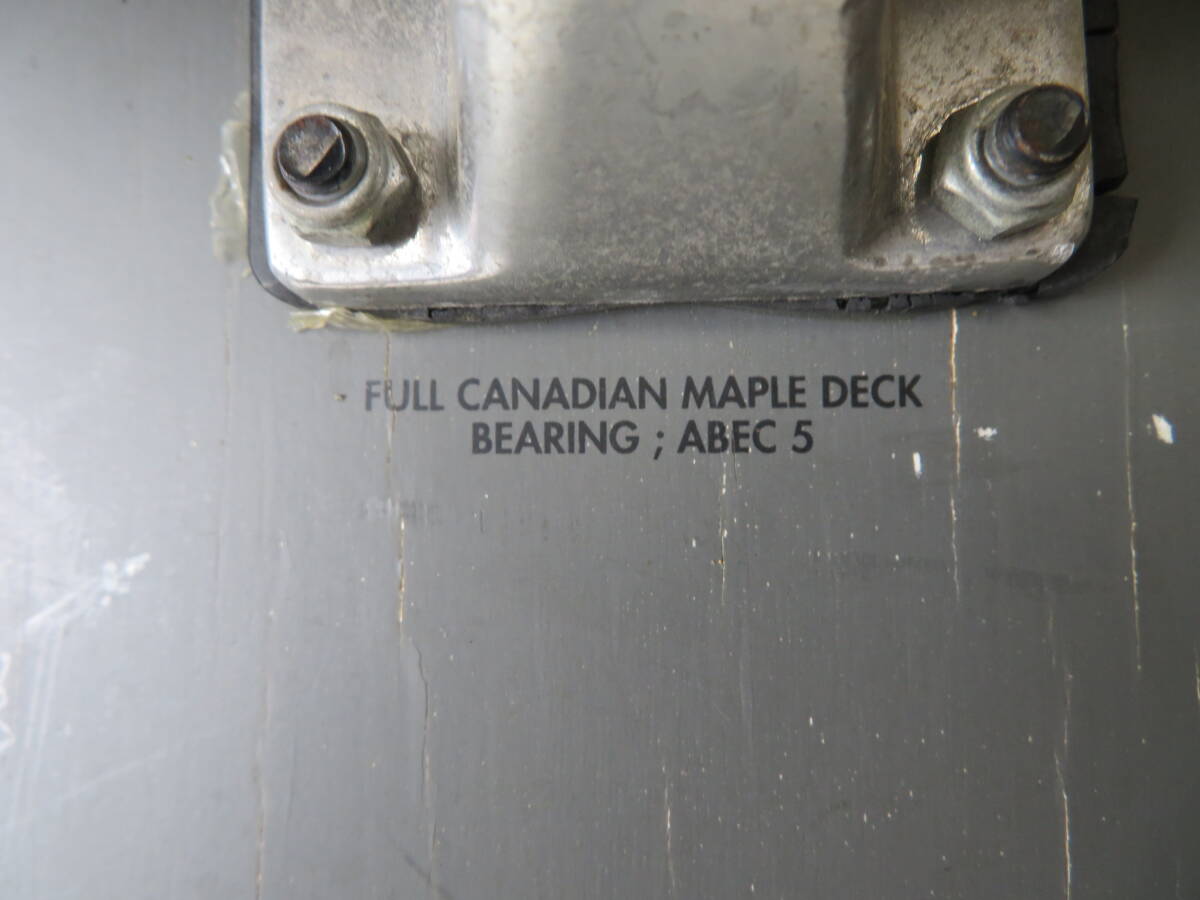 FULL CANADIAN MAPLE DECK
BEARING ; ABEC 5